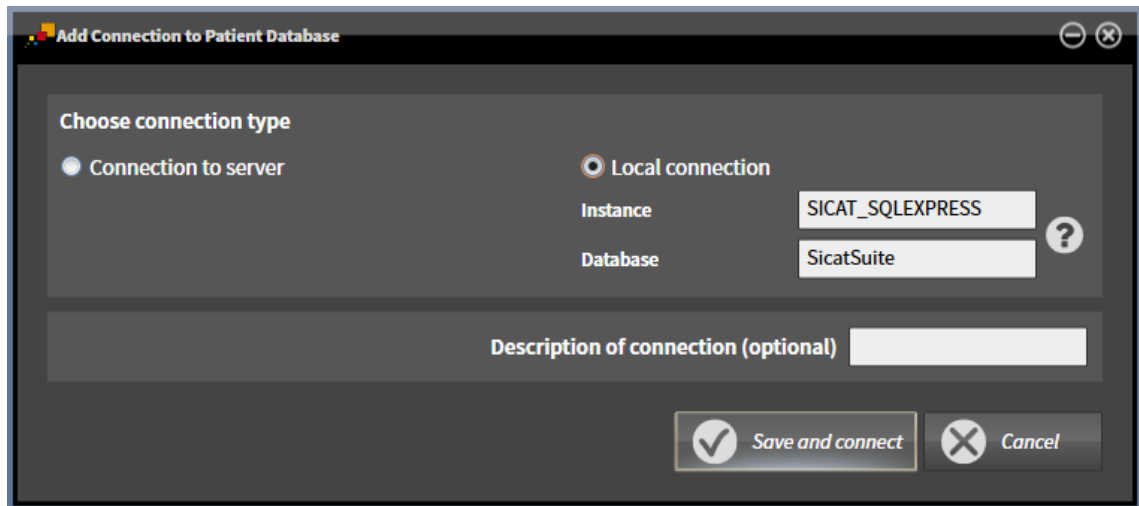 Add Connection to Patient Database
Choose connection type
Connection to server
Local connection
Instance SICAT_SQLEXPRESS
?
Database SicatSuite
Description of connection (optional)
Save and connect Cancel